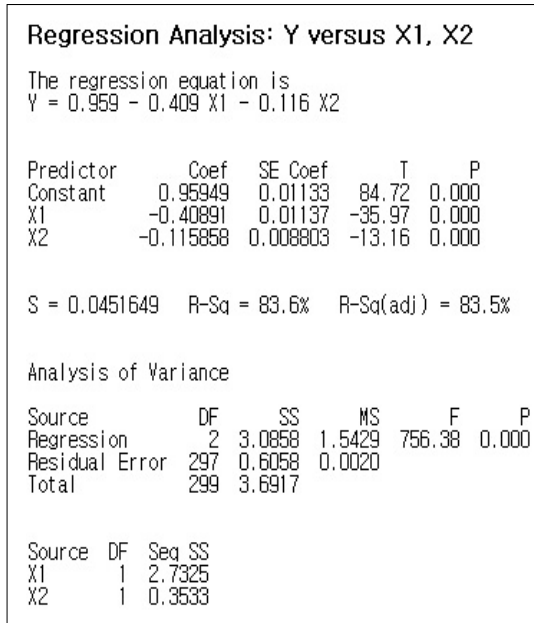 Regression Analysis: Y versus X1, X2
The regression equation is
Y = 0.959 - 0.409 X1 - 0.116 X2
Predictor Coef SE Coef T P
Constant 0.95949 0.01133 84.72 0.000
X1 -0.40891 0.01137 -35.97 0.000
X2 -0.115858 0.008803 -13.16 0.000
S = 0.0451649 R-Sq = 83.6% R-Sq(adj) = 83.5%
Analysis of Variance
Source DF SS MS F P
Regression 2 3.0858 1.5429 756.38 0.000
Residual Error 297 0.6058 0.0020
Total 299 3.6917
Source DF Seq SS
X1 1 2.7325
X2 1 0.3533